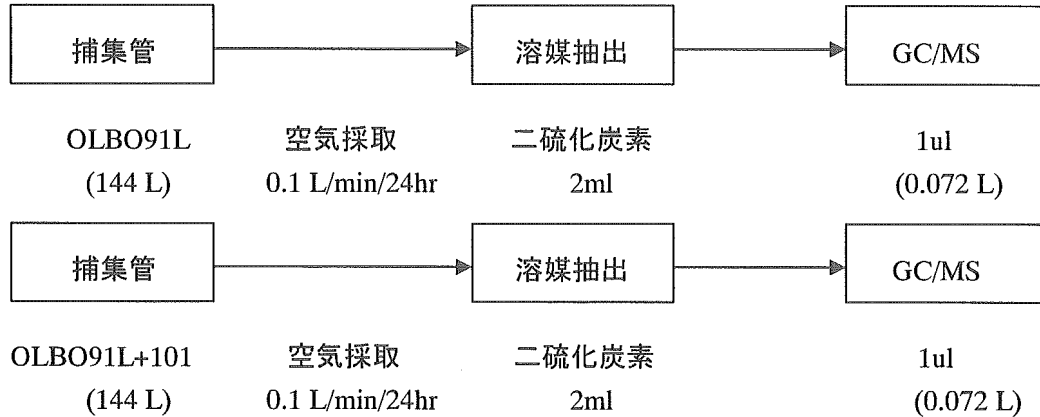 捕集管 溶媒抽出 GC/MS
OLBO91L 空気採取 二硫化炭素 1ul
(144 L) 0.1 L/min/24hr 2ml (0.072 L)
捕集管 溶媒抽出 GC/MS
OLBO91L+101 空気採取 二硫化炭素 1ul
(144 L) 0.1 L/min/24hr 2ml (0.072 L)